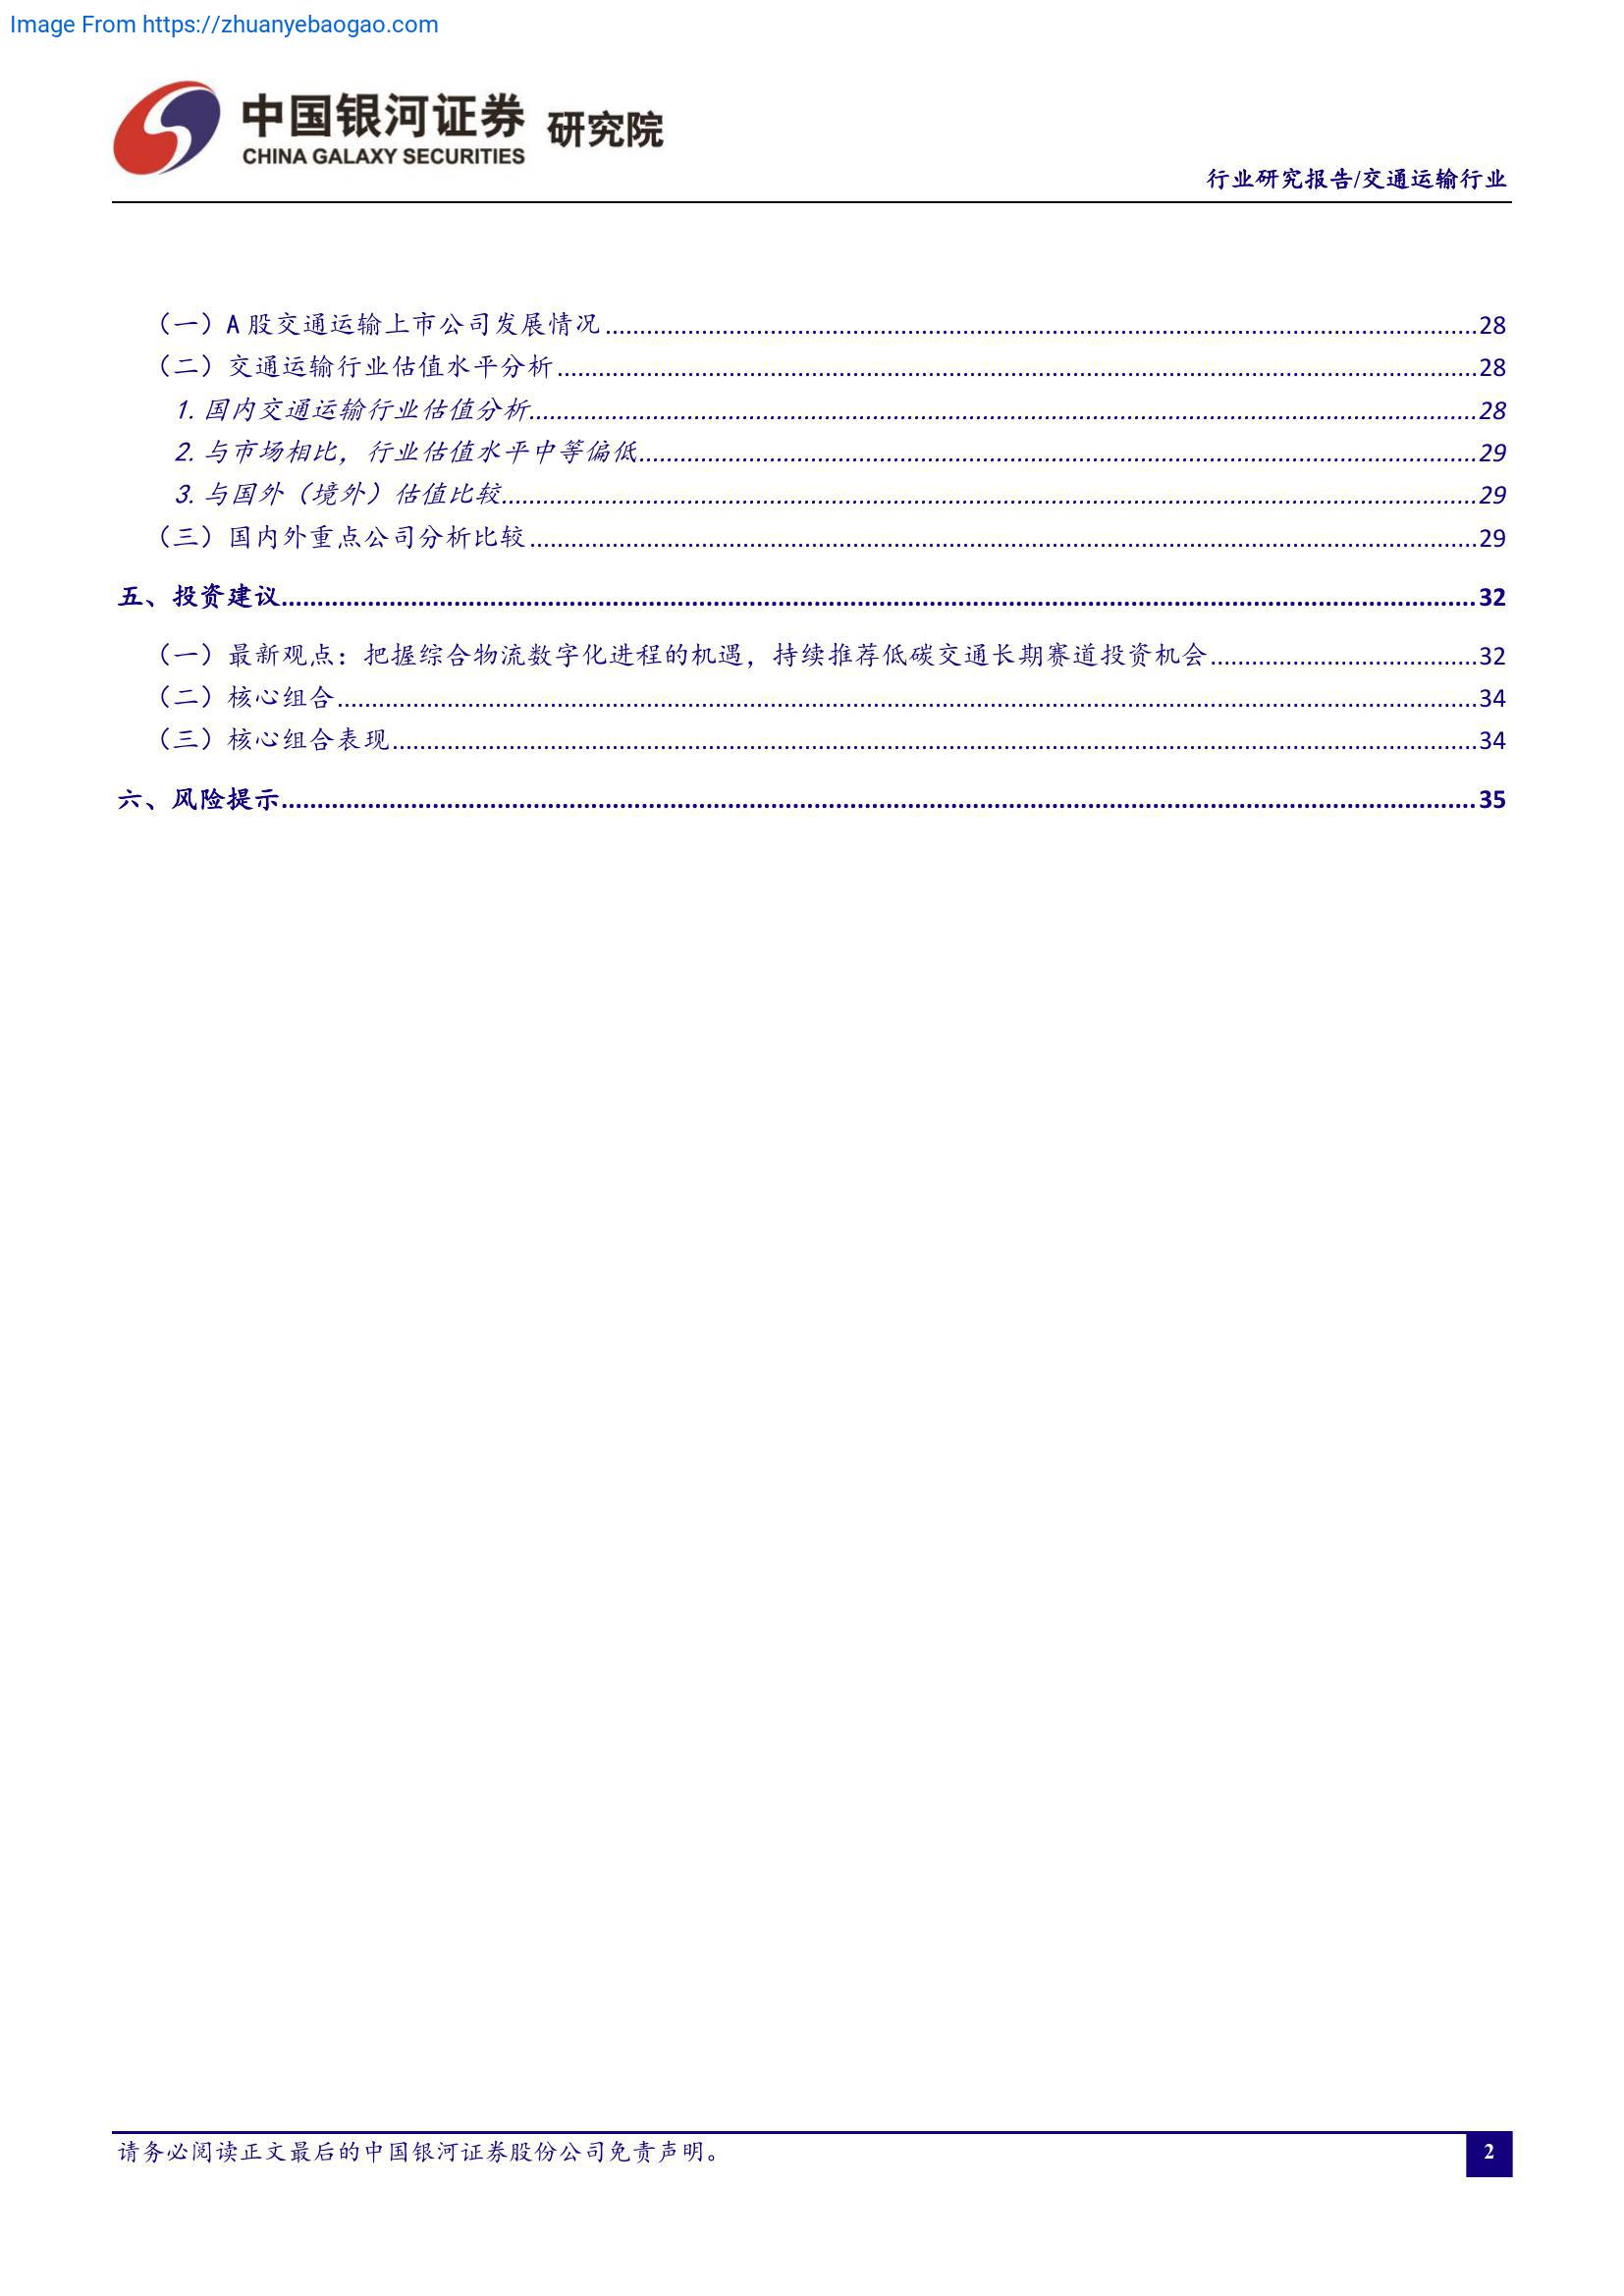 Image From https://zhuanyebaogao.com
中国银河证券 研究院
CHINA GALAXY SECURITIES
行业研究报告/交通运输行业
（一）A 股交通运输上市公司发展情况 28
（二）交通运输行业估值水平分析 28
1. 国内交通运输行业估值分析 28
2. 与市场相比，行业估值水平中等偏低 29
3. 与国外（境外）估值比较 29
（三）国内外重点公司分析比较 29
五、投资建议 32
（一）最新观点：把握综合物流数字化进程的机遇，持续推荐低碳交通长期赛道投资机会 32
（二）核心组合 34
（三）核心组合表现 34
六、风险提示 35
请务必阅读正文最后的中国银河证券股份公司免责声明。
2